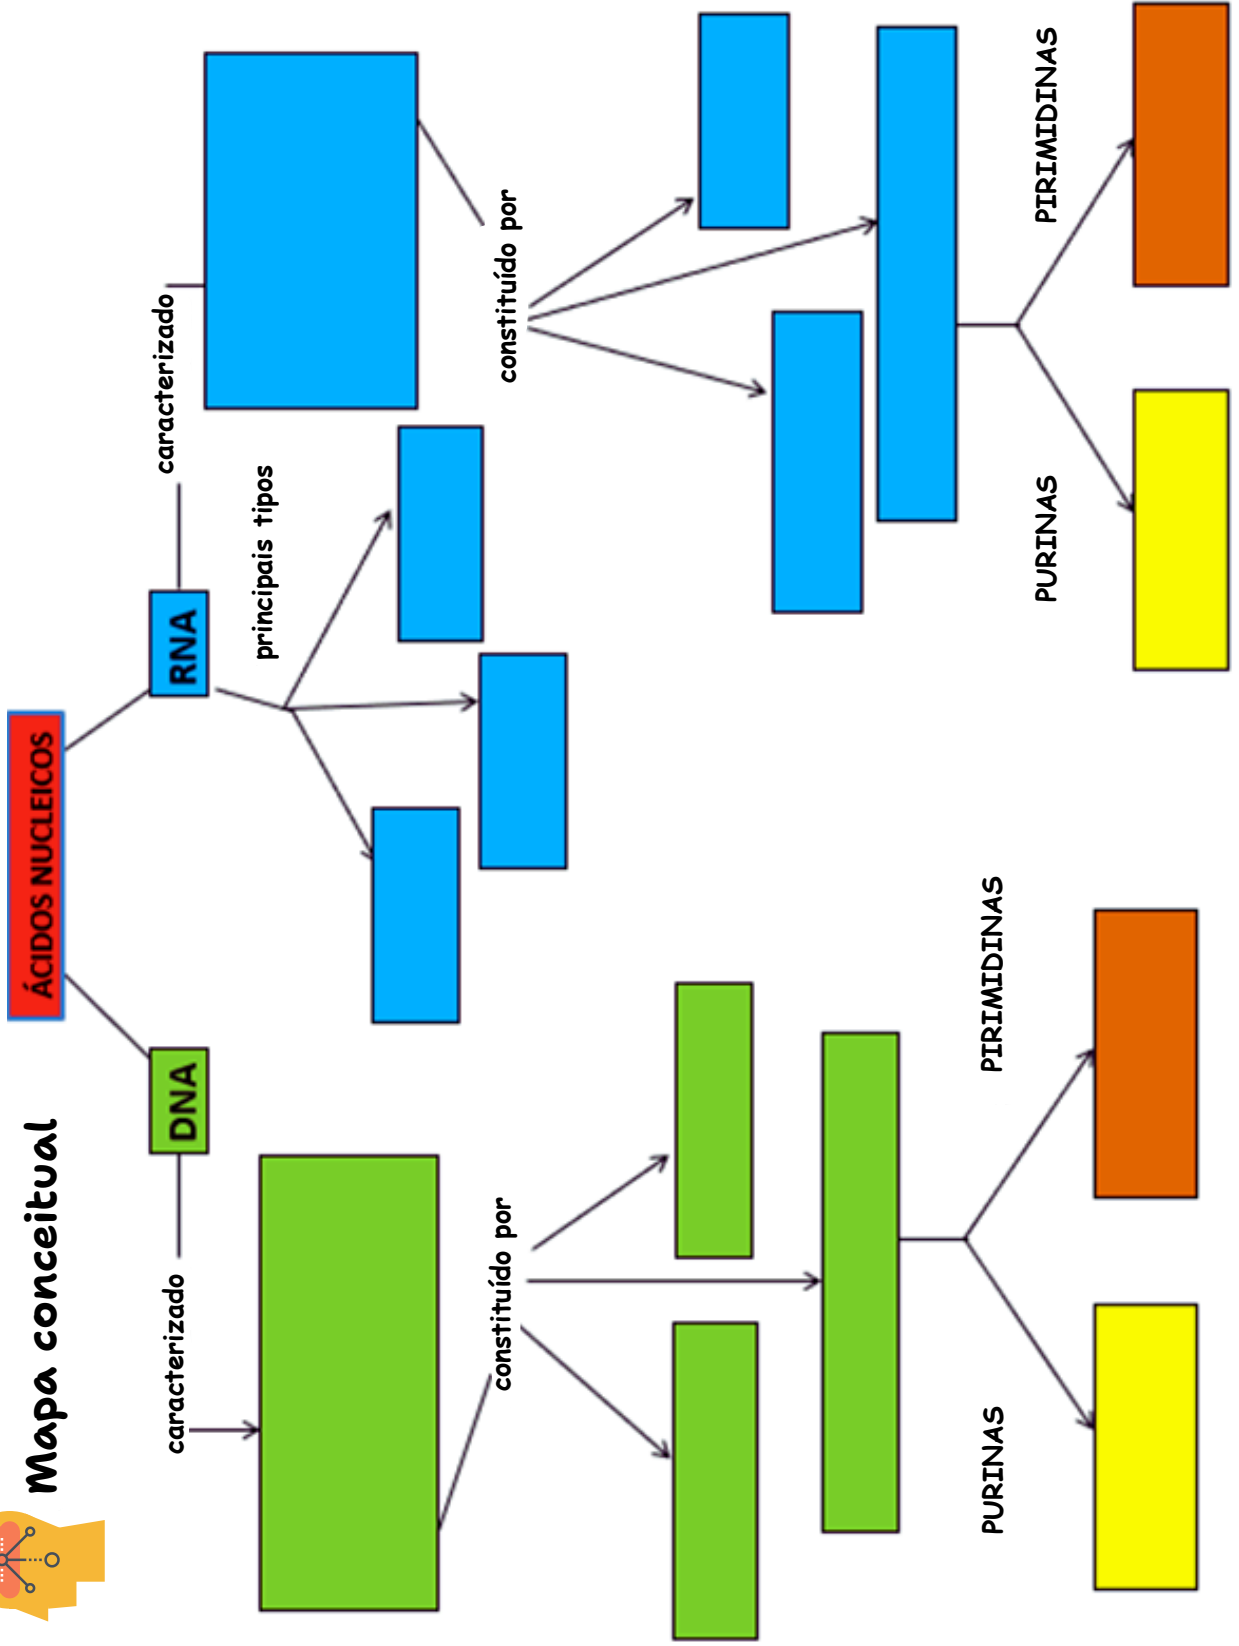 Mapa conceitual
ÁCIDOS NUCLEICOS
DNA
RNA
caracterizado
caracterizado
principais tipos
constituído por
constituído por
PURINAS
PIRIMIDINAS
PURINAS
PIRIMIDINAS